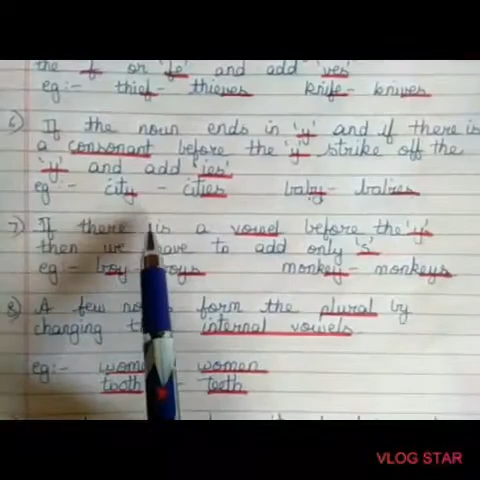 the f or 'fe' and add 'ves'
eg:- thief - thieves knife - knives
6) If the noun ends in 'y' and if there is
a consonant before the 'y' strike off the
'y' and add 'ies'
eg:- city - cities baby - babies
7) If there is a vowel before the 'y'
then we have to add only 's'
eg:- boy - boys monkey - monkeys
8) A few form the plural by
changing internal vowels.
eg:- women
tooth teeth
VLOG STAR